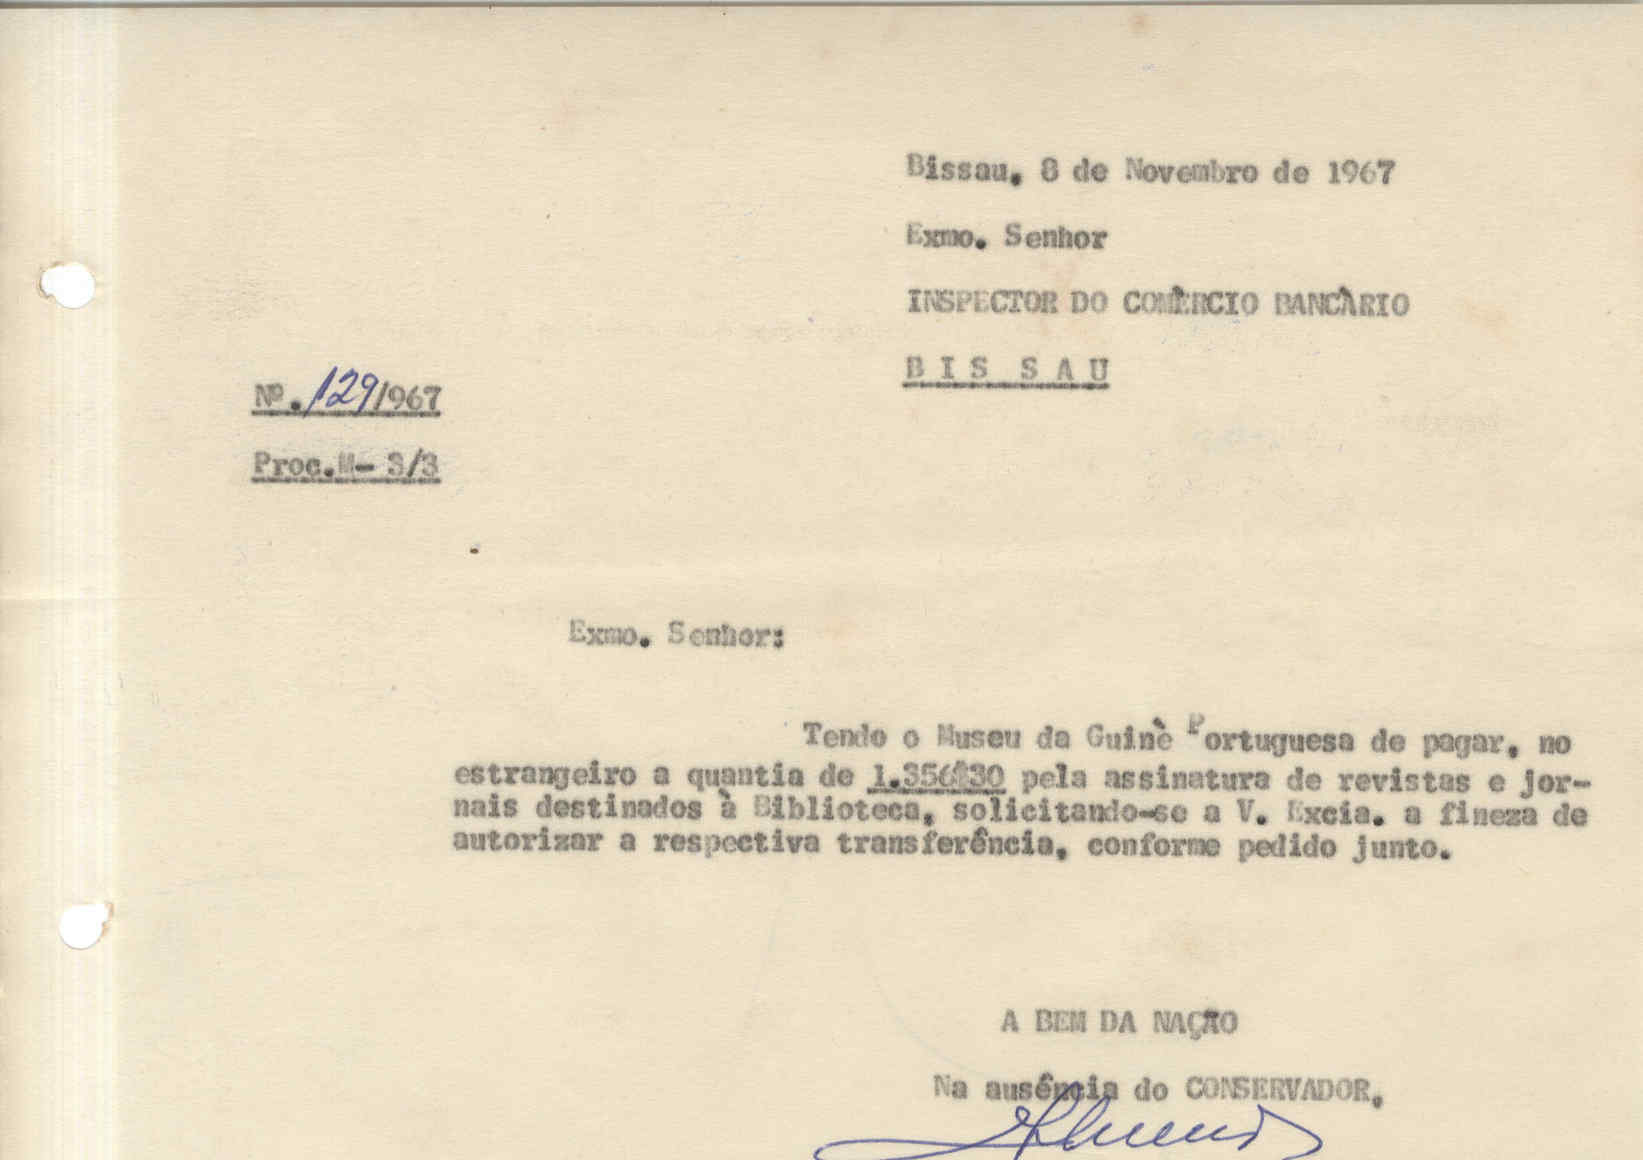 Bissau, 8 de Novembro de 1967
Exmo. Senhor
INSPECTOR DO COMÈRCIO BANCÀRIO
B I S S A U
Nº. 129/967
Proc.M- 3/3
Exmo. Senhor:
Tendo o Museu da Guinè Portuguesa de pagar, no
estrangeiro a quantia de 1.356$30 pela assinatura de revistas e jor-
nais destinados à Biblioteca, solicitando-se a V. Excia. a fineza de
autorizar a respectiva transferência, conforme pedido junto.
A BEM DA NAÇÃO
Na ausência do CONSERVADOR,